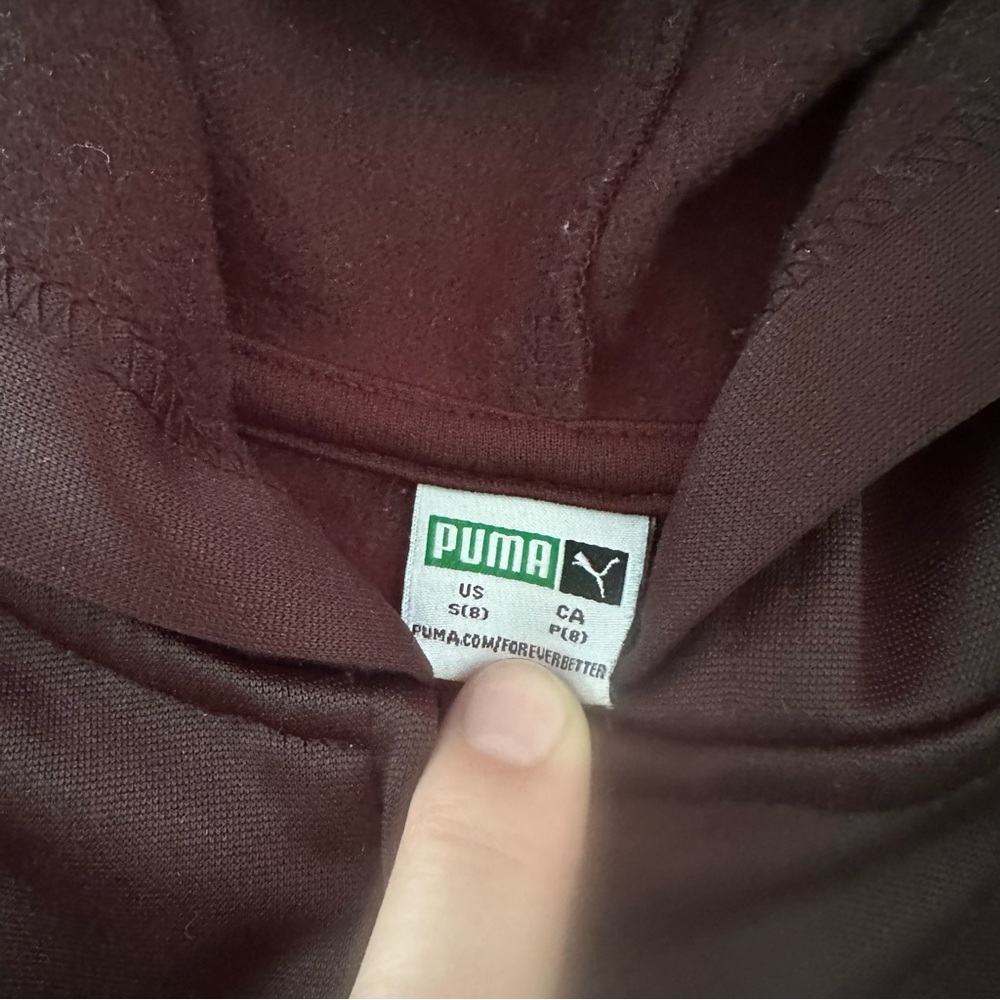 PUMA
US CA
S(8) P(8)
PUMA.COM/FOREVERBETTER